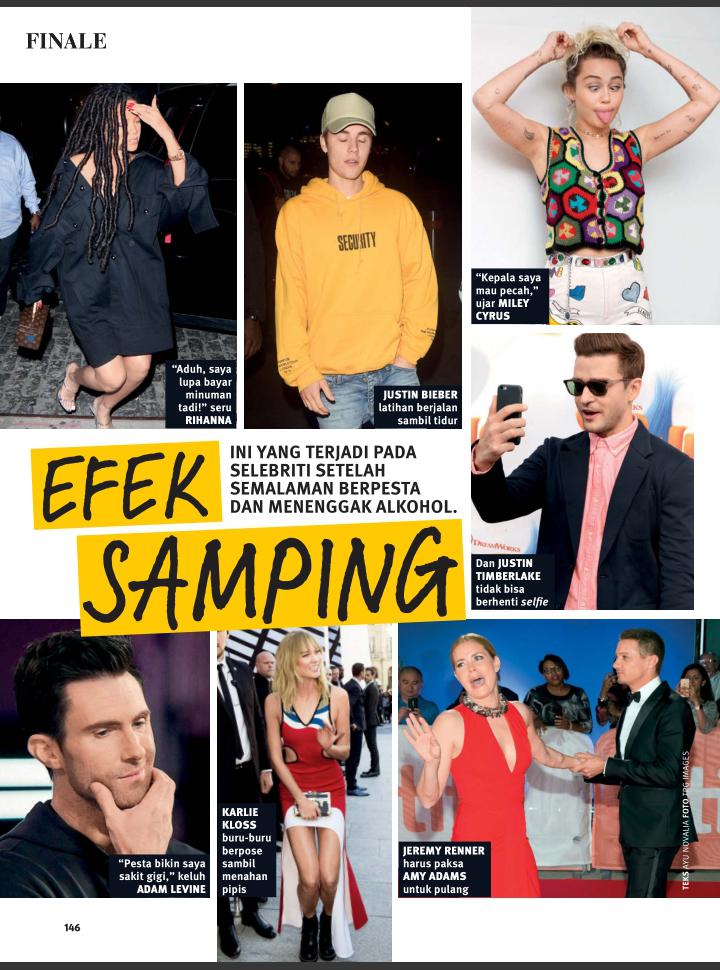 FINALE
"Aduh, saya
lupa bayar
minuman
tadi!" seru
RIHANNA
SECURITY
JUSTIN BIEBER
latihan berjalan
sambil tidur
"Kepala saya
mau pecah,"
ujar MILEY
CYRUS
EFEK
SAMPING
INI YANG TERJADI PADA
SELEBRITI SETELAH
SEMALAMAN BERPESTA
DAN MENENGGAK ALKOHOL.
DREAMWORKS
Dan JUSTIN
TIMBERLAKE
tidak bisa
berhenti selfie
"Pesta bikin saya
sakit gigi," keluh
ADAM LEVINE
KARLIE
KLOSS
buru-buru
berpose
sambil
menahan
pipis
JEREMY RENNER
harus paksa
AMY ADAMS
untuk pulang
TEKS AYU NOVALIA FOTO TPG IMAGES
146